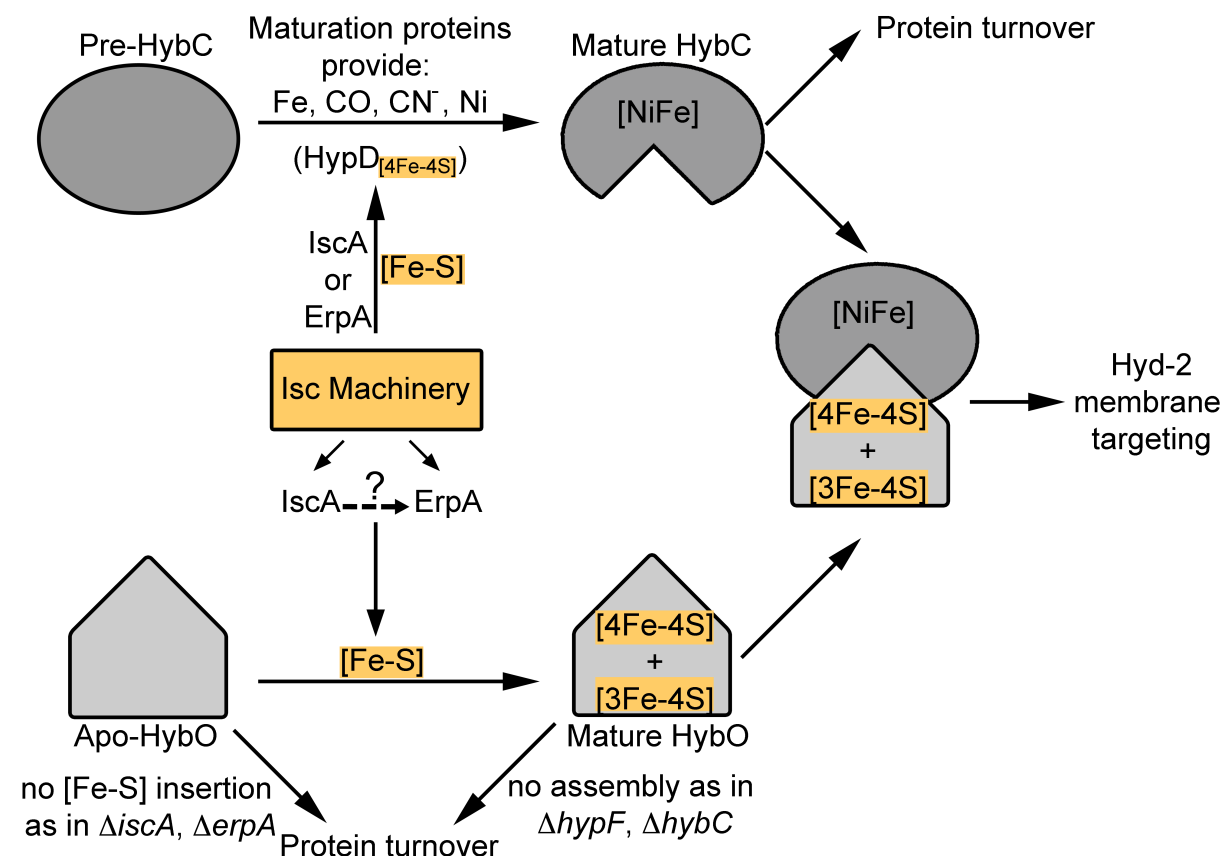 Pre-HybC
Maturation proteins
provide:
Fe, CO, CN⁻, Ni
(HypD[4Fe-4S])
Mature HybC
[NiFe]
Protein turnover
IscA
or
ErpA
[Fe-S]
Isc Machinery
IscA
?
ErpA
[NiFe]
[4Fe-4S]
+
[3Fe-4S]
Hyd-2
membrane
targeting
[Fe-S]
[4Fe-4S]
+
[3Fe-4S]
Apo-HybO
Mature HybO
no [Fe-S] insertion
as in ΔiscA, ΔerpA
no assembly as in
ΔhypF, ΔhybC
Protein turnover